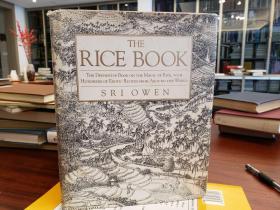 THE
RICE BOOK
THE DEFINITIVE BOOK ON THE MAGIC OF RICE, WITH
HUNDREDS OF EXOTIC RECIPES FROM AROUND THE WORLD
SRI OWEN